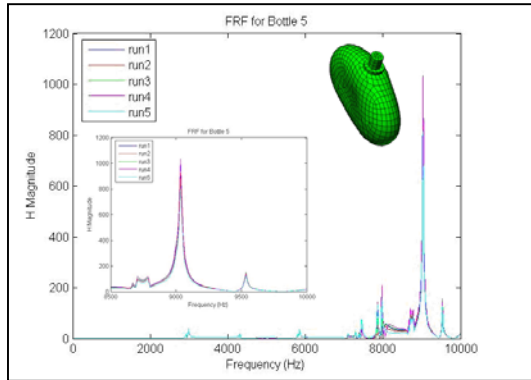 FRF for Bottle 5
run1
run2
run3
run4
run5
H Magnitude
1200
1000
800
600
400
200
0
0 2000 4000 6000 8000 10000
Frequency (Hz)
FRF for Bottle 5
run1
run2
run3
run4
run5
H Magnitude
1200
1000
800
600
400
200
0
8500 9000 9500 10000
Frequency (Hz)